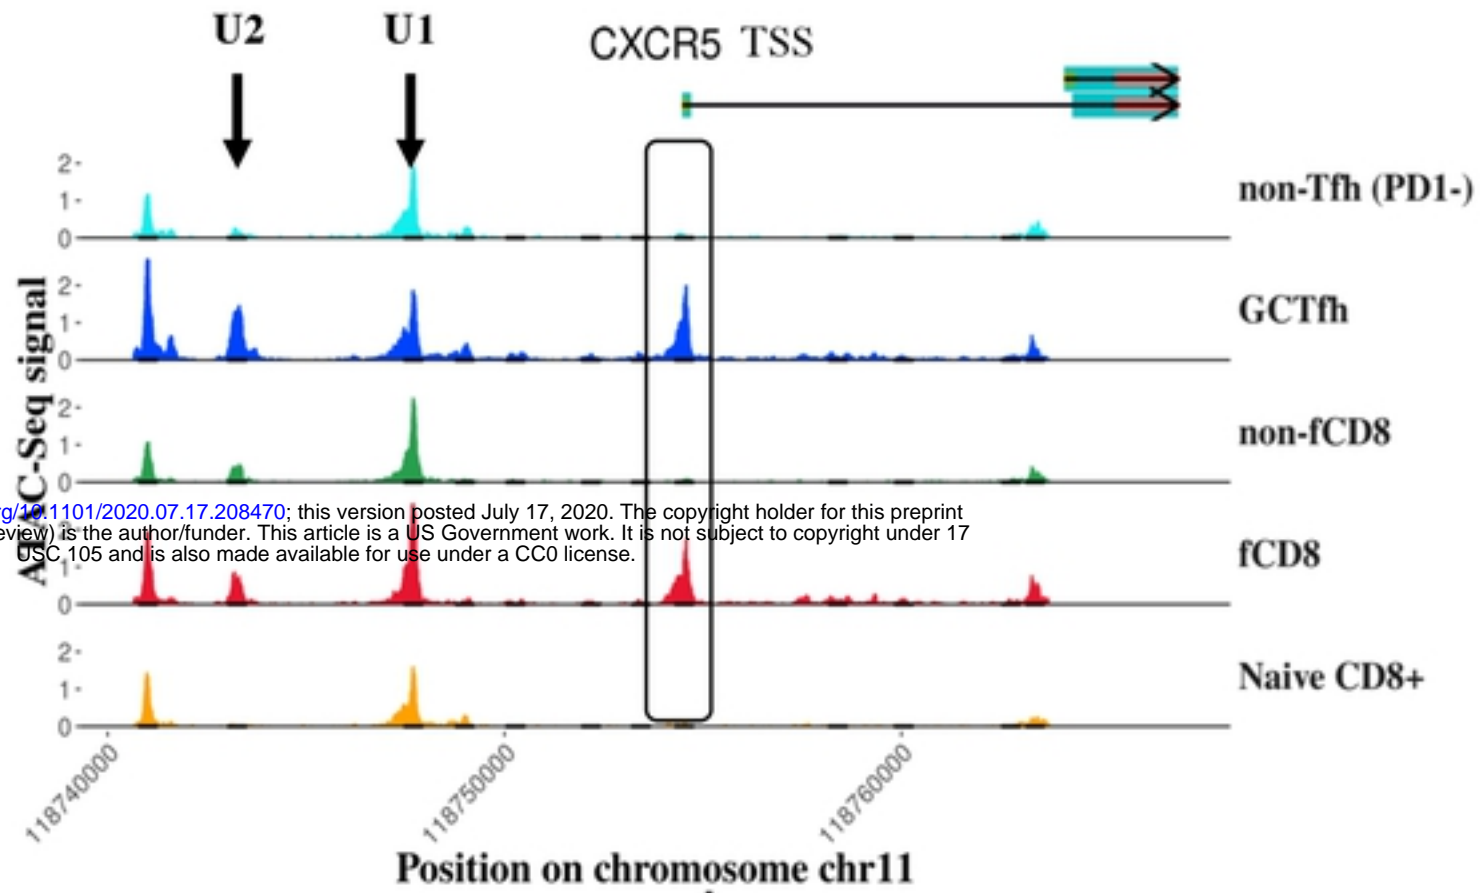 U2 U1
CXCR5 TSS
2
1
0
non-Tfh (PD1-)
2
1
0
GCTfh
2
1
0
non-fCD8
g/10.1101/2020.07.17.208470; this version posted July 17, 2020. The copyright holder for this preprint
eview) is the author/funder. This article is a US Government work. It is not subject to copyright under 17
USC 105 and is also made available for use under a CC0 license.
1
0
fCD8
2
1
0
Naive CD8+
-Seq signal
118740000 118750000 118760000
Position on chromosome chr11